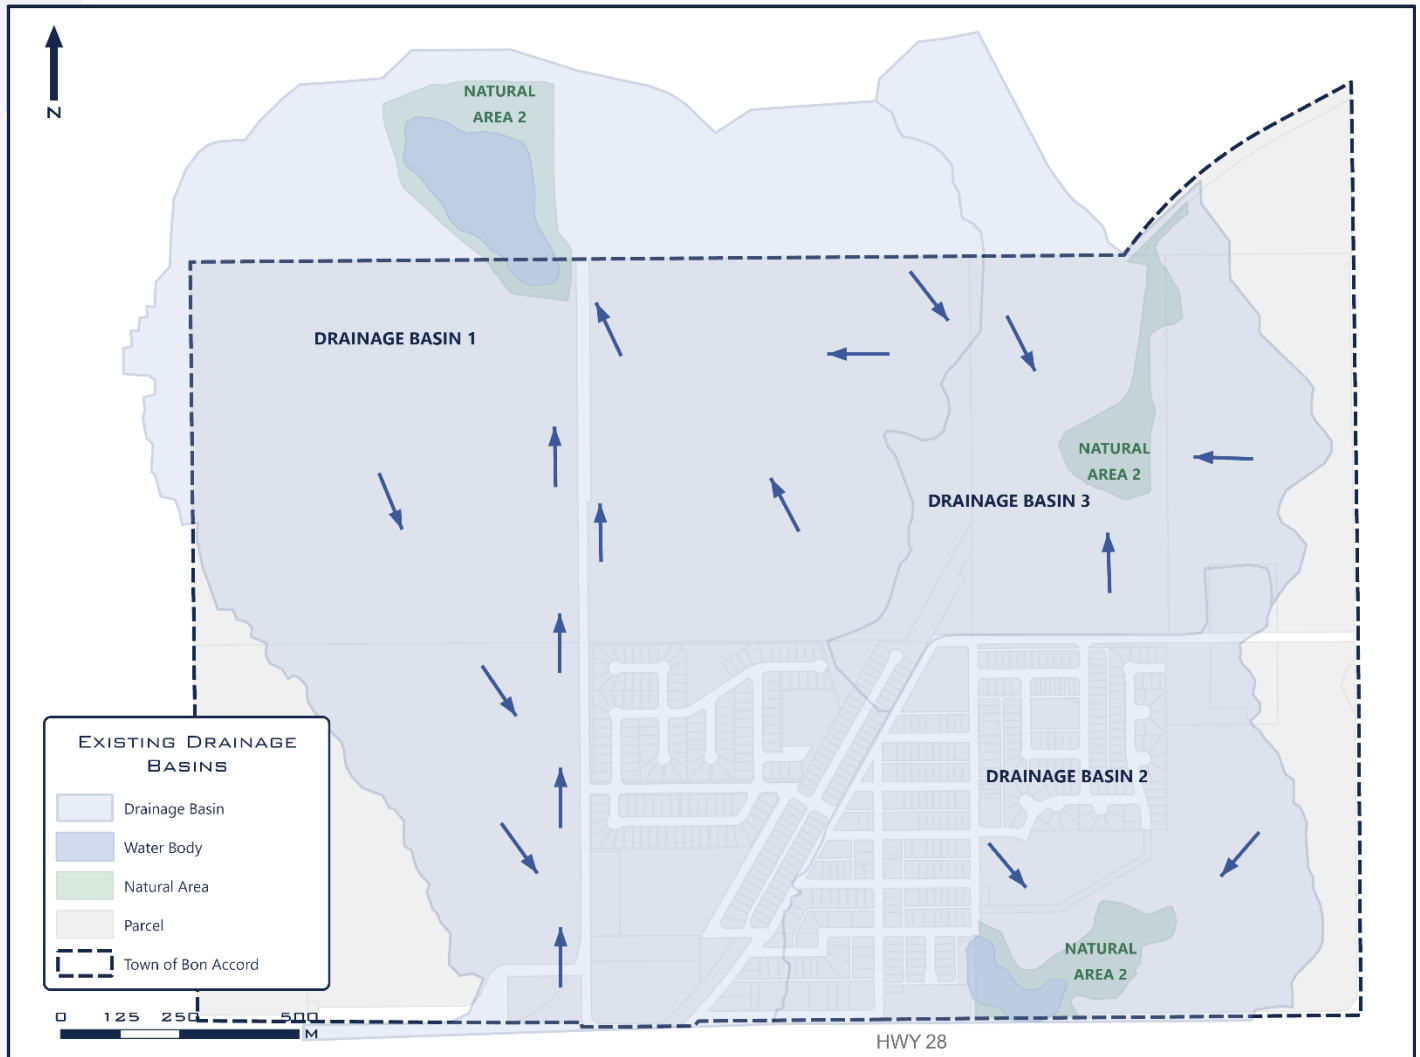 NATURAL
AREA 2
N
DRAINAGE BASIN 1
NATURAL
AREA 2
DRAINAGE BASIN 3
EXISTING DRAINAGE
BASINS
Drainage Basin
Water Body
Natural Area
Parcel
Town of Bon Accord
DRAINAGE BASIN 2
NATURAL
AREA 2
0 125 250 500
M
HWY 28